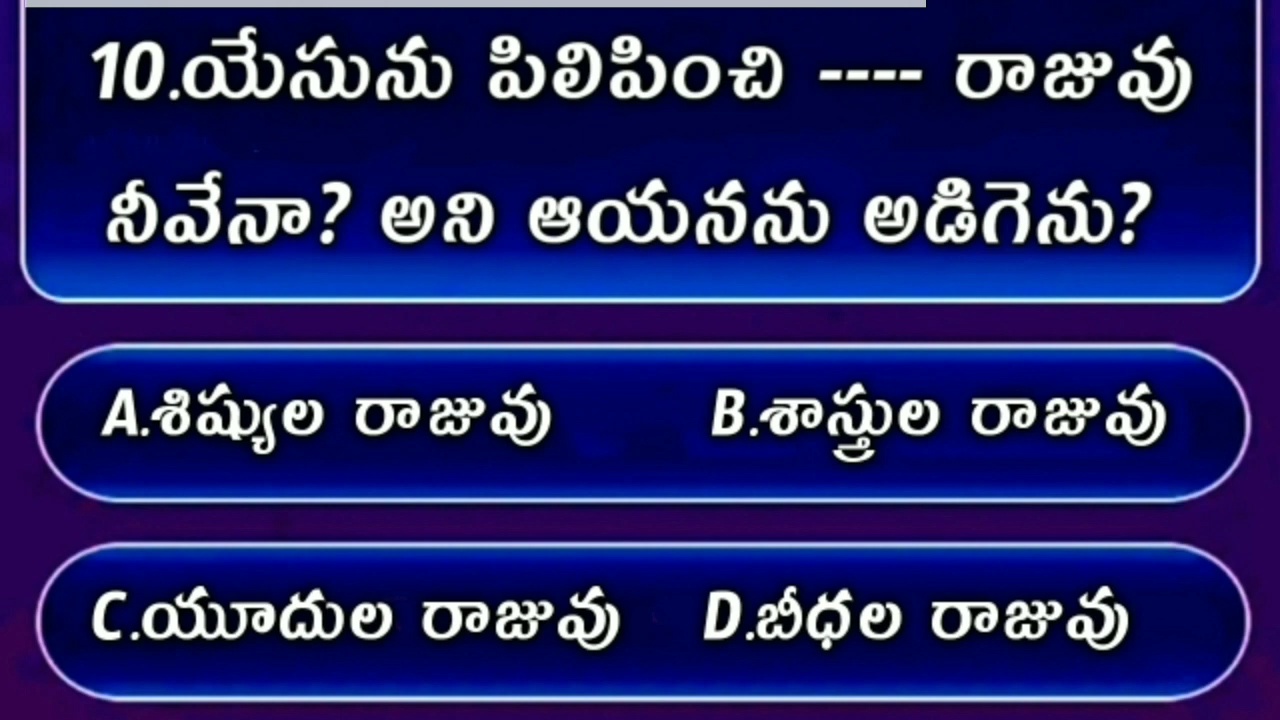 10.యేసును పిలిపించి ---- రాజువు
నీవేనా? అని ఆయనను అడిగెను?
A.శిష్యుల రాజువు B.శాస్త్రుల రాజువు
C.యూదుల రాజువు D.బీధల రాజువు